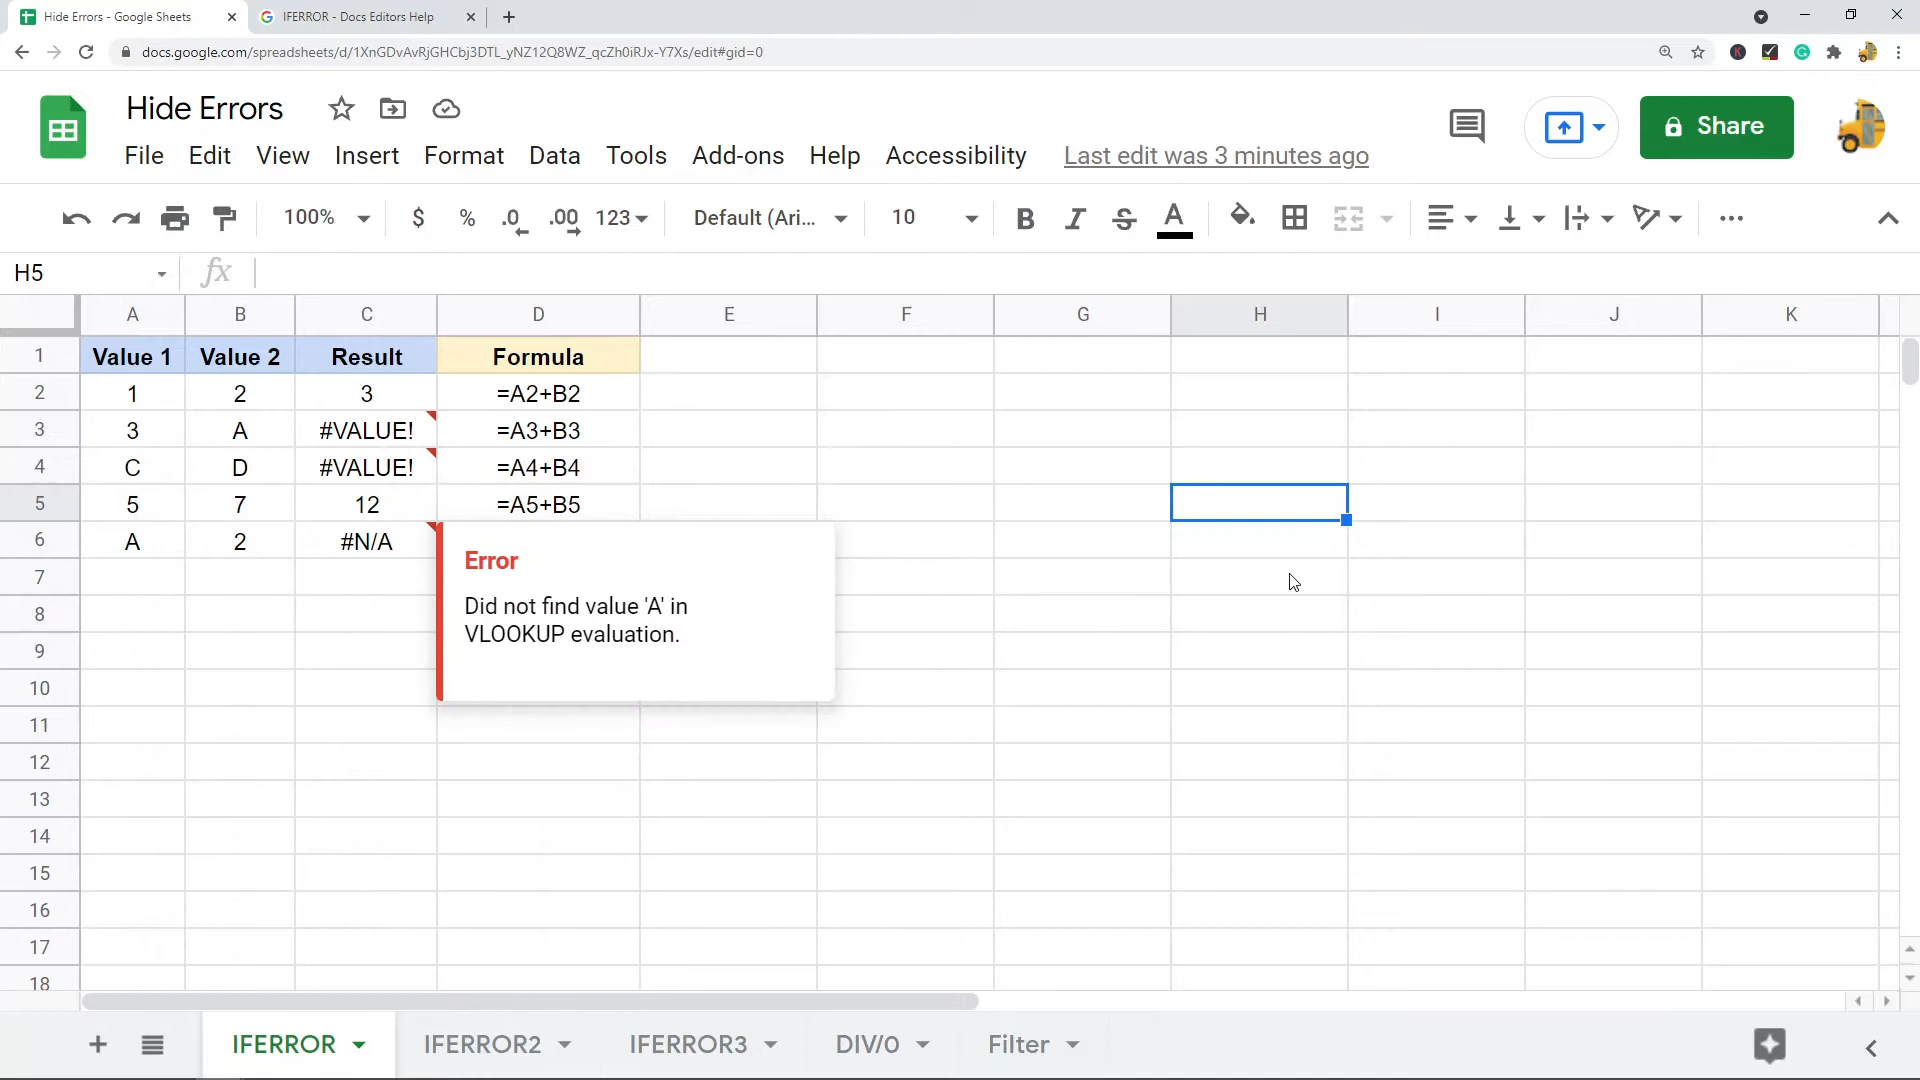 Hide Errors - Google Sheets
IFERROR - Docs Editors Help
docs.google.com/spreadsheets/d/1XnGDvAvRjGHCbj3DTL_yNZ12Q8WZ_qcZh0iRJx-Y7Xs/edit#gid=0
Hide Errors
Share
File Edit View Insert Format Data Tools Add-ons Help Accessibility Last edit was 3 minutes ago
100% $ % .0 .00 123 Default (Ari... 10 B I S A
H5 fx
A B C D E F G H I J K
1 Value 1 Value 2 Result Formula
2 1 2 3 =A2+B2
3 3 A #VALUE! =A3+B3
4 C D #VALUE! =A4+B4
5 5 7 12 =A5+B5
6 A 2 #N/A
Error
7
Did not find value 'A' in
8
VLOOKUP evaluation.
9
10
11
12
13
14
15
16
17
18
IFERROR IFERROR2 IFERROR3 DIV/0 Filter